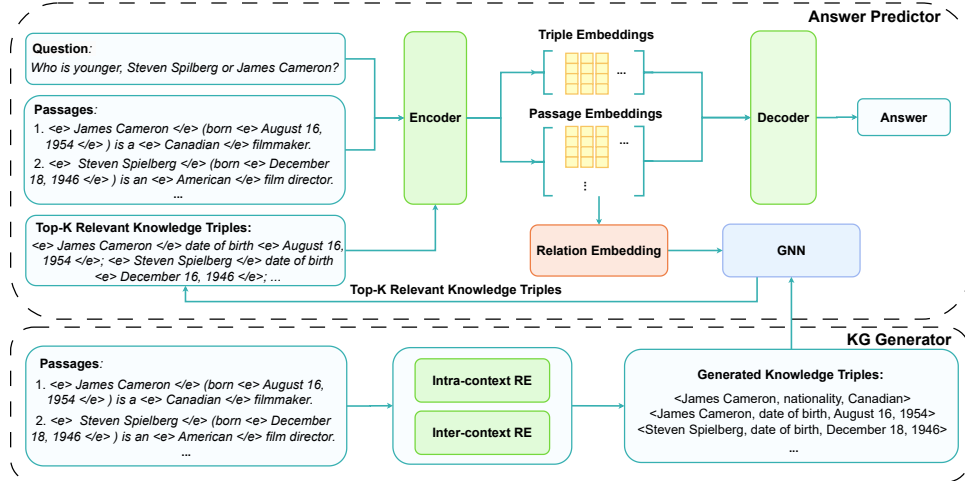 Answer Predictor
Question:
Who is younger, Steven Spilberg or James Cameron?
Passages:
1. <e> James Cameron </e> (born <e> August 16,
1954 </e> ) is a <e> Canadian </e> filmmaker.
2. <e> Steven Spielberg </e> (born <e> December
18, 1946 </e> ) is an <e> American </e> film director.
...
Top-K Relevant Knowledge Triples:
<e> James Cameron </e> date of birth <e> August 16,
1954 </e>; <e> Steven Spielberg </e> date of birth
<e> December 16, 1946 </e>; ...
Encoder
Triple Embeddings
...
Passage Embeddings
...
⋮
Decoder
Answer
Relation Embedding
GNN
Top-K Relevant Knowledge Triples
KG Generator
Passages:
1. <e> James Cameron </e> (born <e> August 16,
1954 </e> ) is a <e> Canadian </e> filmmaker.
2. <e> Steven Spielberg </e> (born <e> December
18, 1946 </e> ) is an <e> American </e> film director.
...
Intra-context RE
Inter-context RE
Generated Knowledge Triples:
<James Cameron, nationality, Canadian>
<James Cameron, date of birth, August 16, 1954>
<Steven Spielberg, date of birth, December 18, 1946>
...